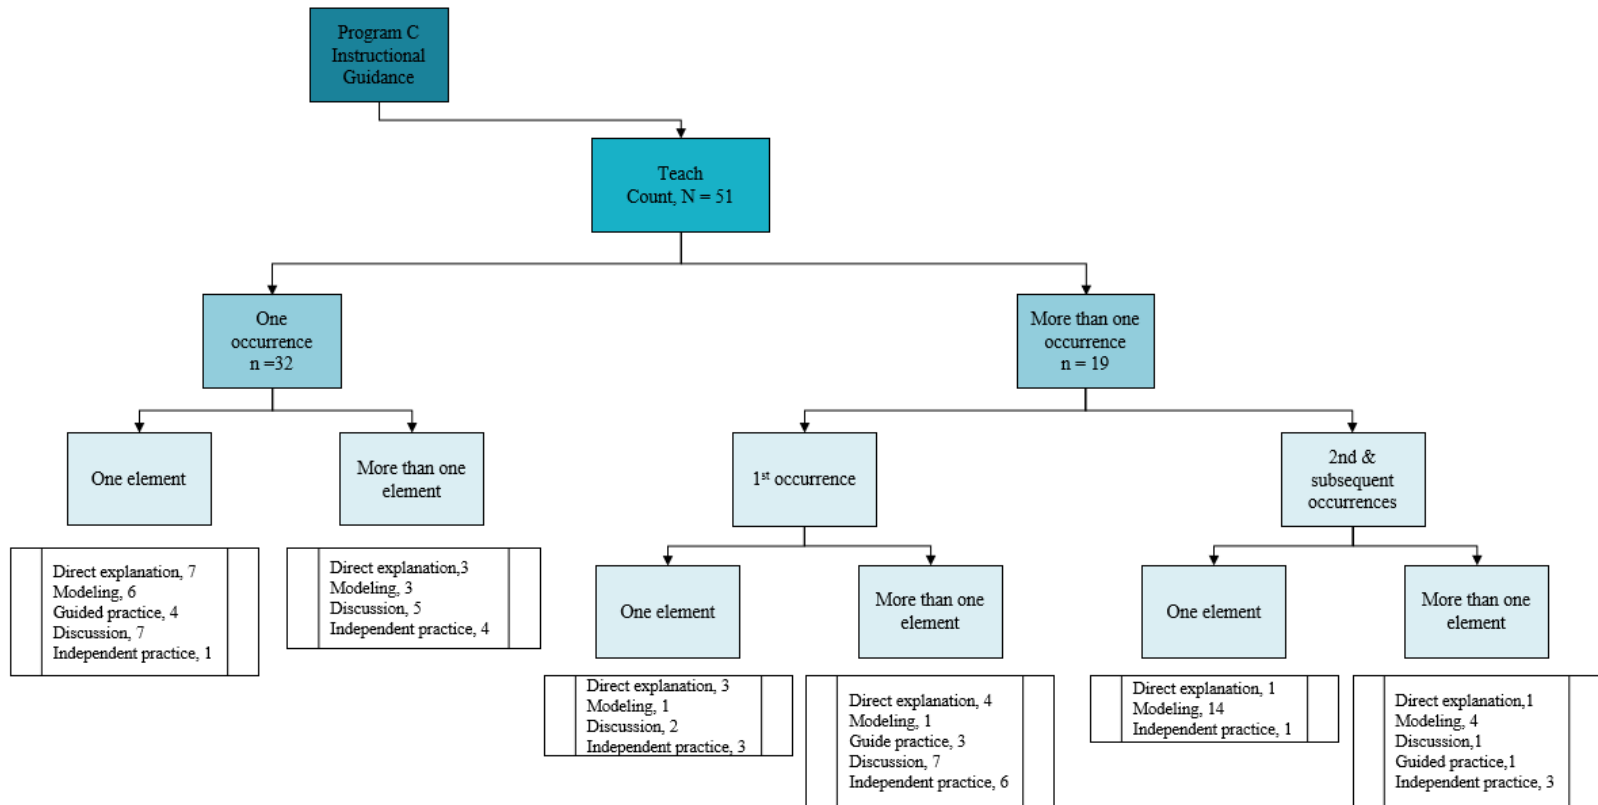 Program C
Instructional
Guidance
Teach
Count, N = 51
One
occurrence
n =32
More than one
occurrence
n = 19
One element
More than one
element
1st occurrence
2nd &
subsequent
occurrences
Direct explanation, 7
Modeling, 6
Guided practice, 4
Discussion, 7
Independent practice, 1
Direct explanation,3
Modeling, 3
Discussion, 5
Independent practice, 4
One element
More than one
element
One element
More than one
element
Direct explanation, 3
Modeling, 1
Discussion, 2
Independent practice, 3
Direct explanation, 4
Modeling, 1
Guide practice, 3
Discussion, 7
Independent practice, 6
Direct explanation, 1
Modeling, 14
Independent practice, 1
Direct explanation,1
Modeling, 4
Discussion,1
Guided practice,1
Independent practice, 3